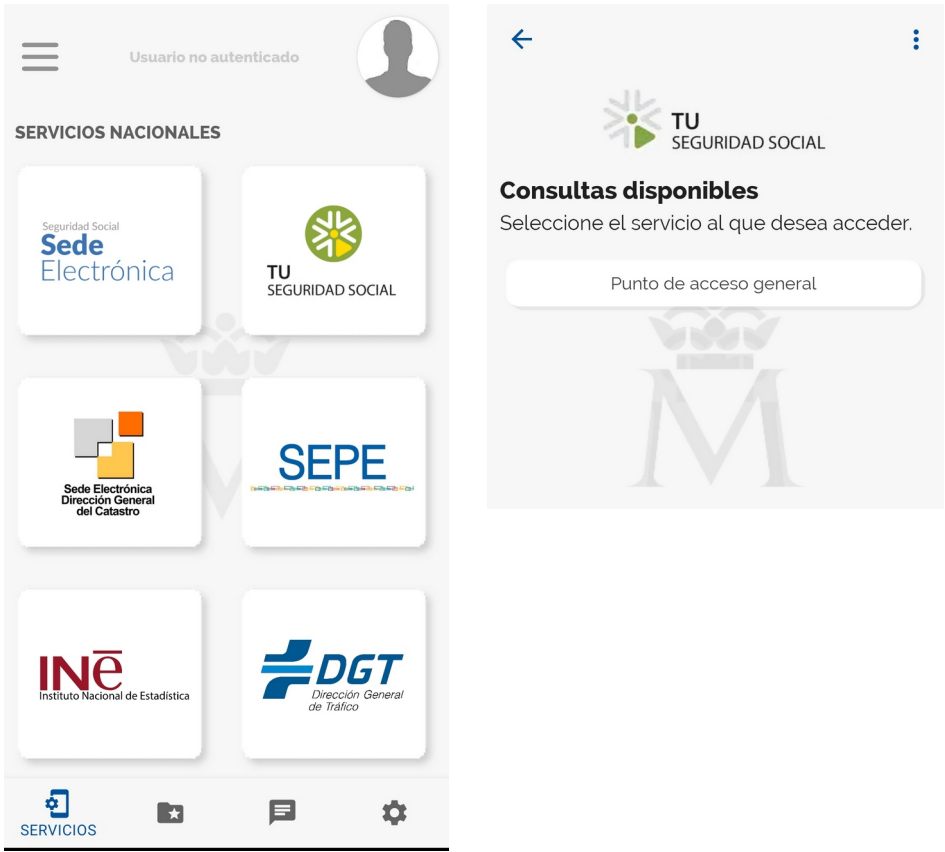 Usuario no autenticado
SERVICIOS NACIONALES
Seguridad Social
Sede
Electrónica
TU
SEGURIDAD SOCIAL
Sede Electrónica
Dirección General
del Catastro
SEPE
INē
Instituto Nacional de Estadística
DGT
Dirección General
de Tráfico
SERVICIOS
TU
SEGURIDAD SOCIAL
Consultas disponibles
Seleccione el servicio al que desea acceder.
Punto de acceso general
M